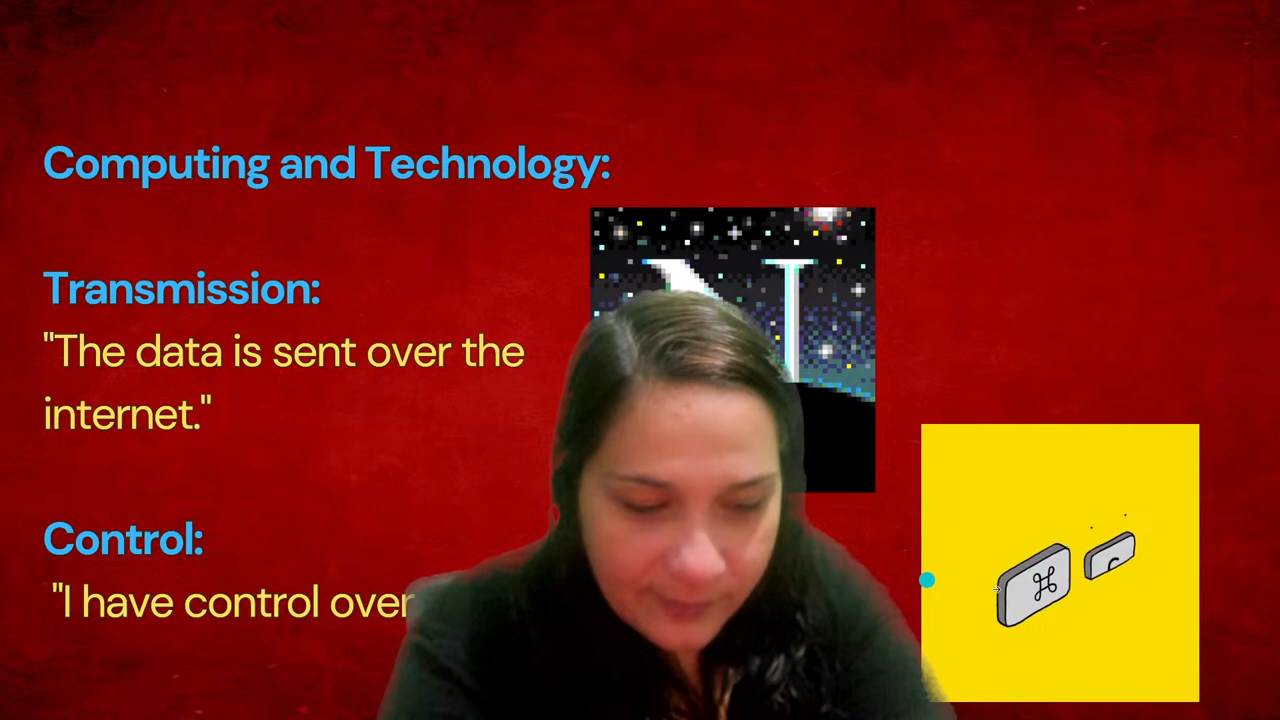 Computing and Technology:
Transmission:
"The data is sent over the
internet."
Control:
"I have control over
⌘